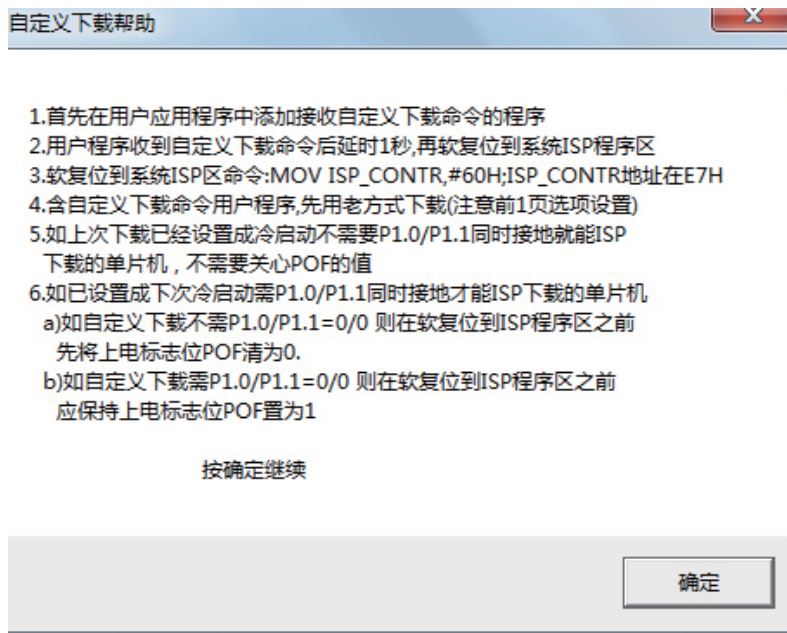 自定义下载帮助
1.首先在用户应用程序中添加接收自定义下载命令的程序
2.用户程序收到自定义下载命令后延时1秒,再软复位到系统ISP程序区
3.软复位到系统ISP区命令:MOV ISP_CONTR,#60H;ISP_CONTR地址在E7H
4.含自定义下载命令用户程序,先用老方式下载(注意前1页选项设置)
5.如上次下载已经设置成冷启动不需要P1.0/P1.1同时接地就能ISP
下载的单片机，不需要关心POF的值
6.如已设置成下次冷启动需P1.0/P1.1同时接地才能ISP下载的单片机
a)如自定义下载不需P1.0/P1.1=0/0 则在软复位到ISP程序区之前
先将上电标志位POF清为0.
b)如自定义下载需P1.0/P1.1=0/0 则在软复位到ISP程序区之前
应保持上电标志位POF置为1
按确定继续
确定